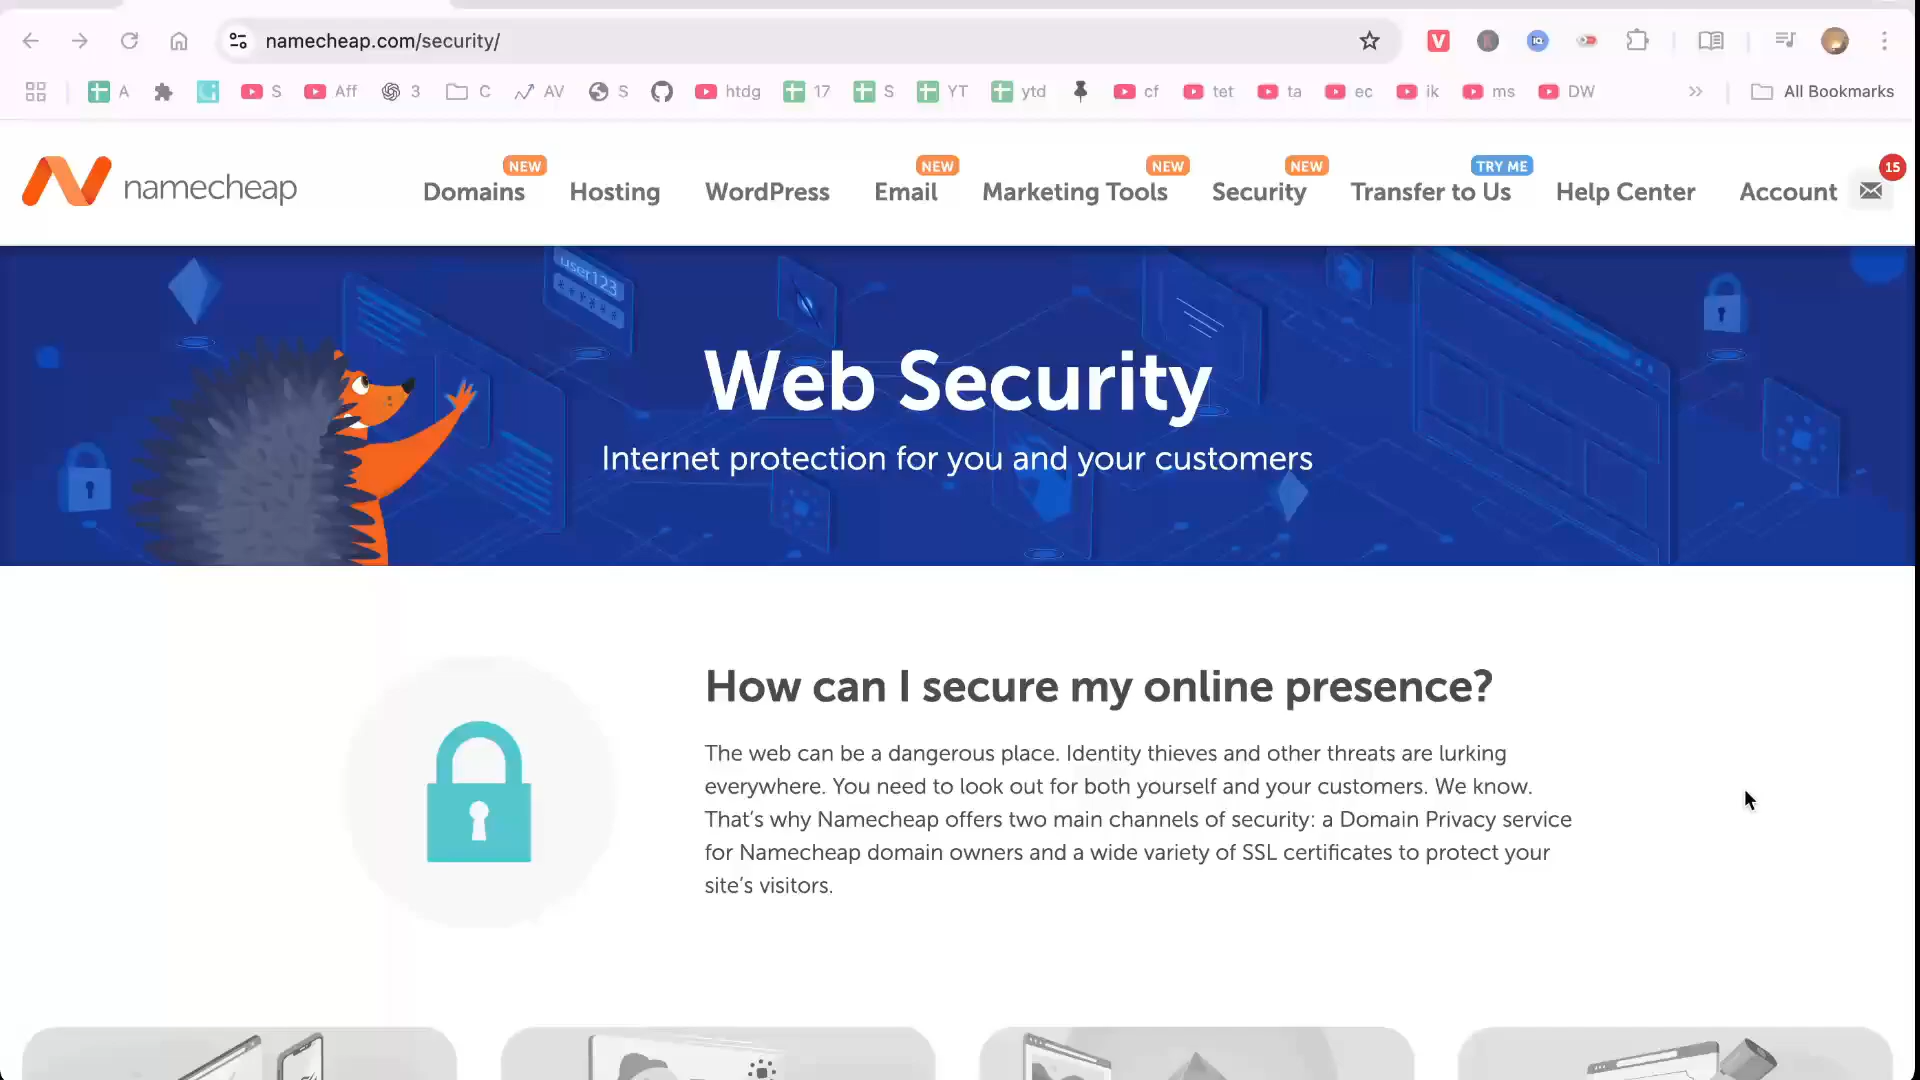 namecheap.com/security/
A
S
Aff
3
C
AV
S
htdg
17
S
YT
ytd
cf
tet
ta
ec
ik
ms
DW
All Bookmarks
namecheap
Domains NEW
Hosting
WordPress
Email NEW
Marketing Tools NEW
Security NEW
Transfer to Us TRY ME
Help Center
Account
15
user123
*****
Web Security
Internet protection for you and your customers
How can I secure my online presence?
The web can be a dangerous place. Identity thieves and other threats are lurking
everywhere. You need to look out for both yourself and your customers. We know.
That’s why Namecheap offers two main channels of security: a Domain Privacy service
for Namecheap domain owners and a wide variety of SSL certificates to protect your
site’s visitors.